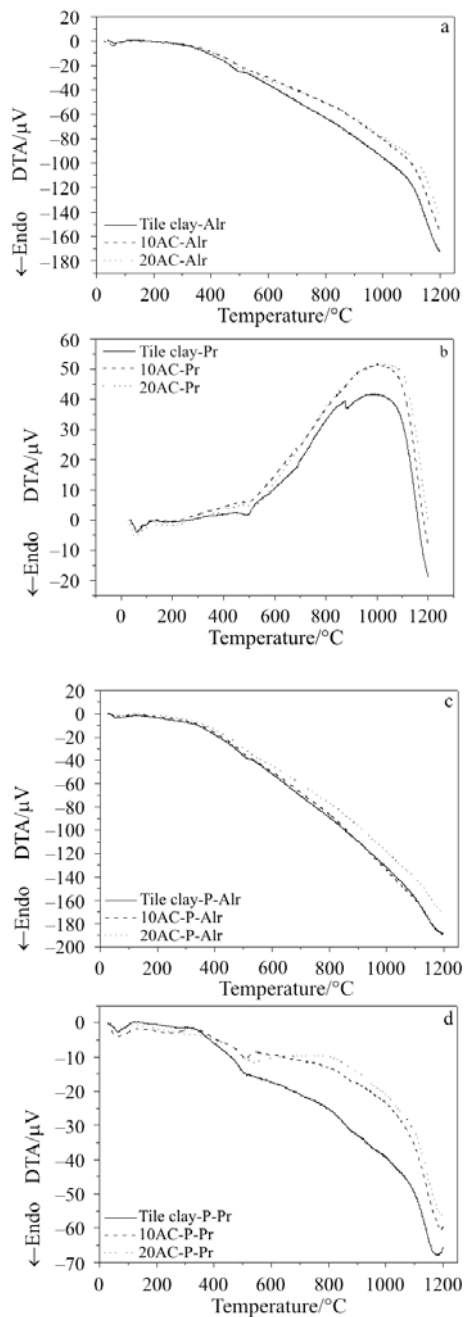 20
0
−20
−40
−60
−80
−100
−120
−140
−160
−180
←Endo DTA/µV
a
Tile clay-Alr
10AC-Alr
20AC-Alr
0 200 400 600 800 1000 1200
Temperature/°C
60
50
40
30
20
10
0
−10
−20
←Endo DTA/µV
b
Tile clay-Pr
10AC-Pr
20AC-Pr
0 200 400 600 800 1000 1200
Temperature/°C
20
0
−20
−40
−60
−80
−100
−120
−140
−160
−180
−200
←Endo DTA/µV
c
Tile clay-P-Alr
10AC-P-Alr
20AC-P-Alr
0 200 400 600 800 1000 1200
Temperature/°C
0
−10
−20
−30
−40
−50
−60
−70
←Endo DTA/µV
d
Tile clay-P-Pr
10AC-P-Pr
20AC-P-Pr
0 200 400 600 800 1000 1200
Temperature/°C